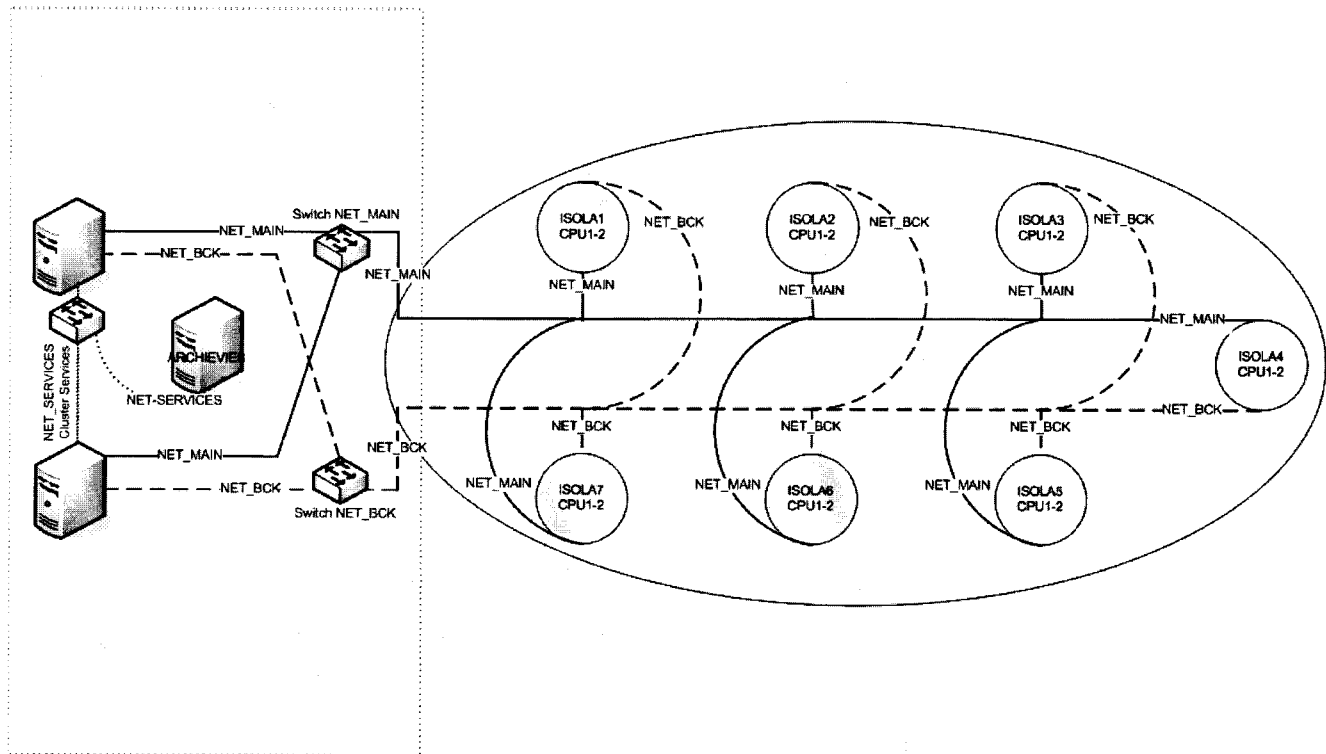 Switch NET_MAIN
NET_MAIN
NET_BCK
NET_MAIN
ARCHIEVIER
NET-SERVICES
NET_SERVICES
Cluster Services
NET_MAIN
NET_BCK
Switch NET_BCK
NET_BCK
ISOLA1
CPU1-2
NET_BCK
NET_MAIN
ISOLA2
CPU1-2
NET_BCK
NET_MAIN
ISOLA3
CPU1-2
NET_BCK
NET_MAIN
NET_MAIN
ISOLA4
CPU1-2
NET_BCK
NET_BCK
NET_MAIN
ISOLA7
CPU1-2
NET_BCK
NET_MAIN
ISOLA6
CPU1-2
NET_BCK
NET_MAIN
ISOLA5
CPU1-2